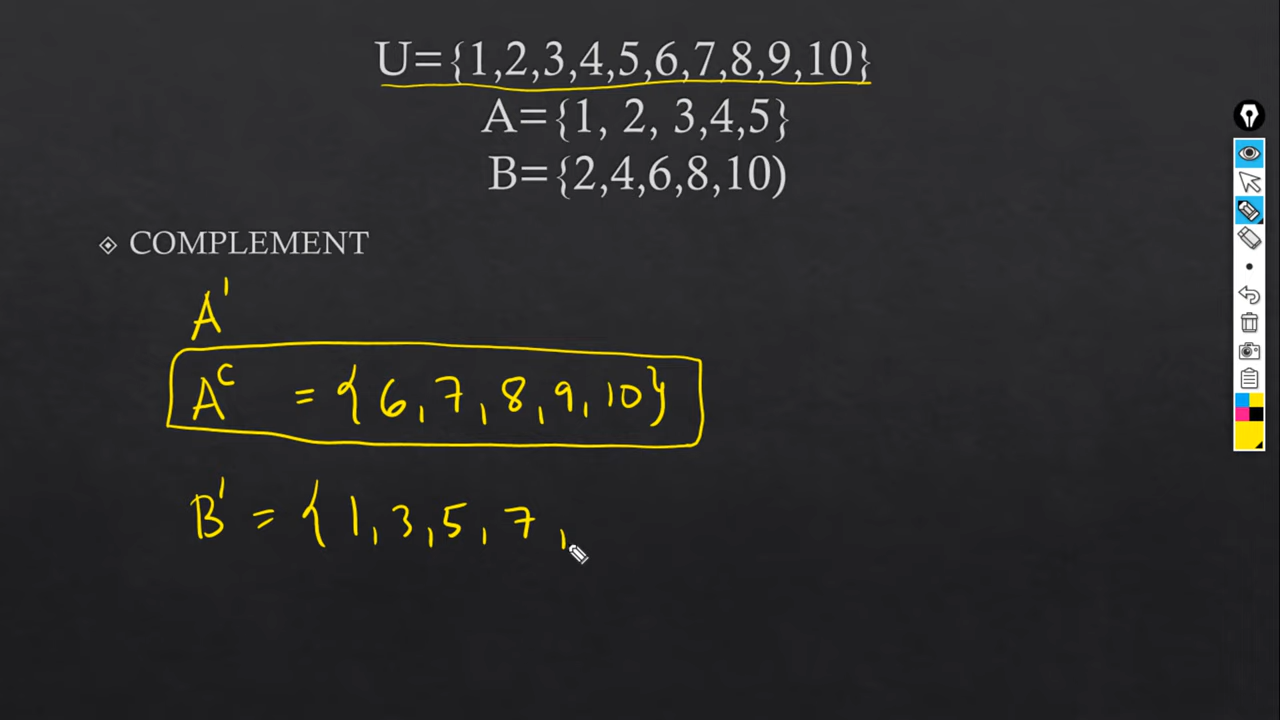 U={1,2,3,4,5,6,7,8,9,10}
A={1, 2, 3,4,5}
B={2,4,6,8,10)
COMPLEMENT
A'
Aᶜ = {6,7,8,9,10}
B' = {1,3,5,7,